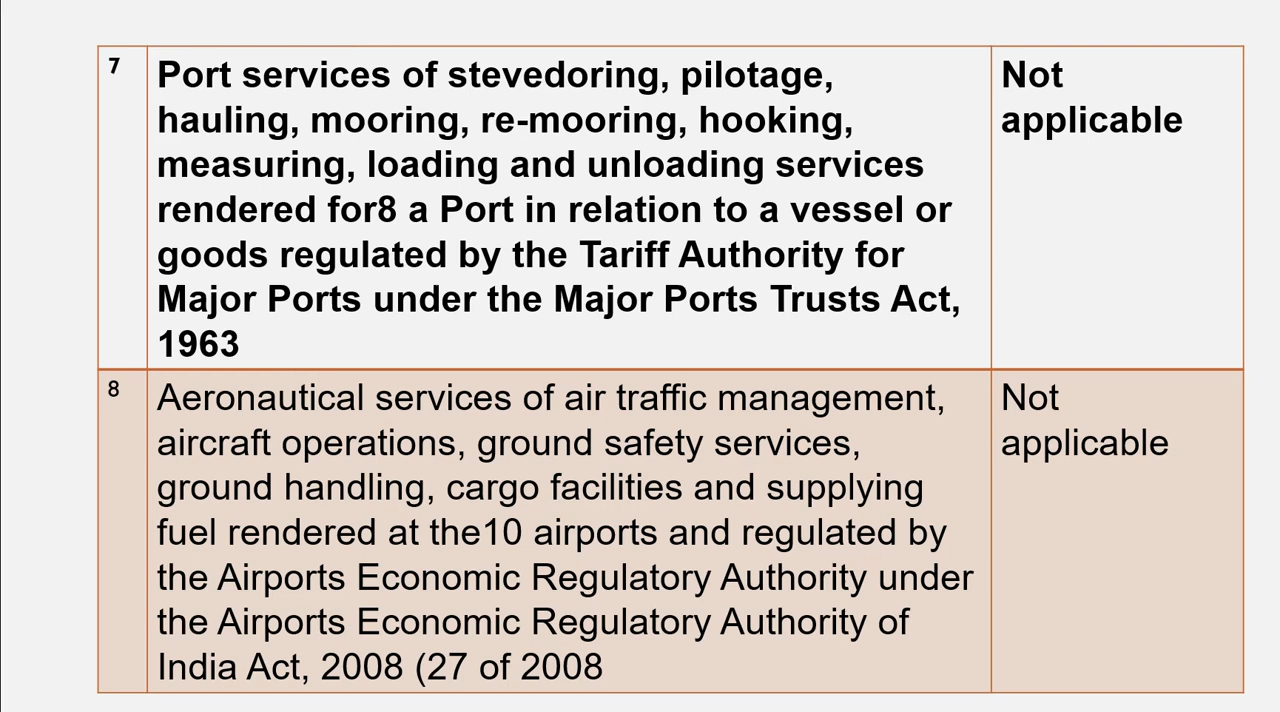 7
Port services of stevedoring, pilotage,
hauling, mooring, re-mooring, hooking,
measuring, loading and unloading services
rendered for8 a Port in relation to a vessel or
goods regulated by the Tariff Authority for
Major Ports under the Major Ports Trusts Act,
1963
Not
applicable
8
Aeronautical services of air traffic management,
aircraft operations, ground safety services,
ground handling, cargo facilities and supplying
fuel rendered at the10 airports and regulated by
the Airports Economic Regulatory Authority under
the Airports Economic Regulatory Authority of
India Act, 2008 (27 of 2008
Not
applicable